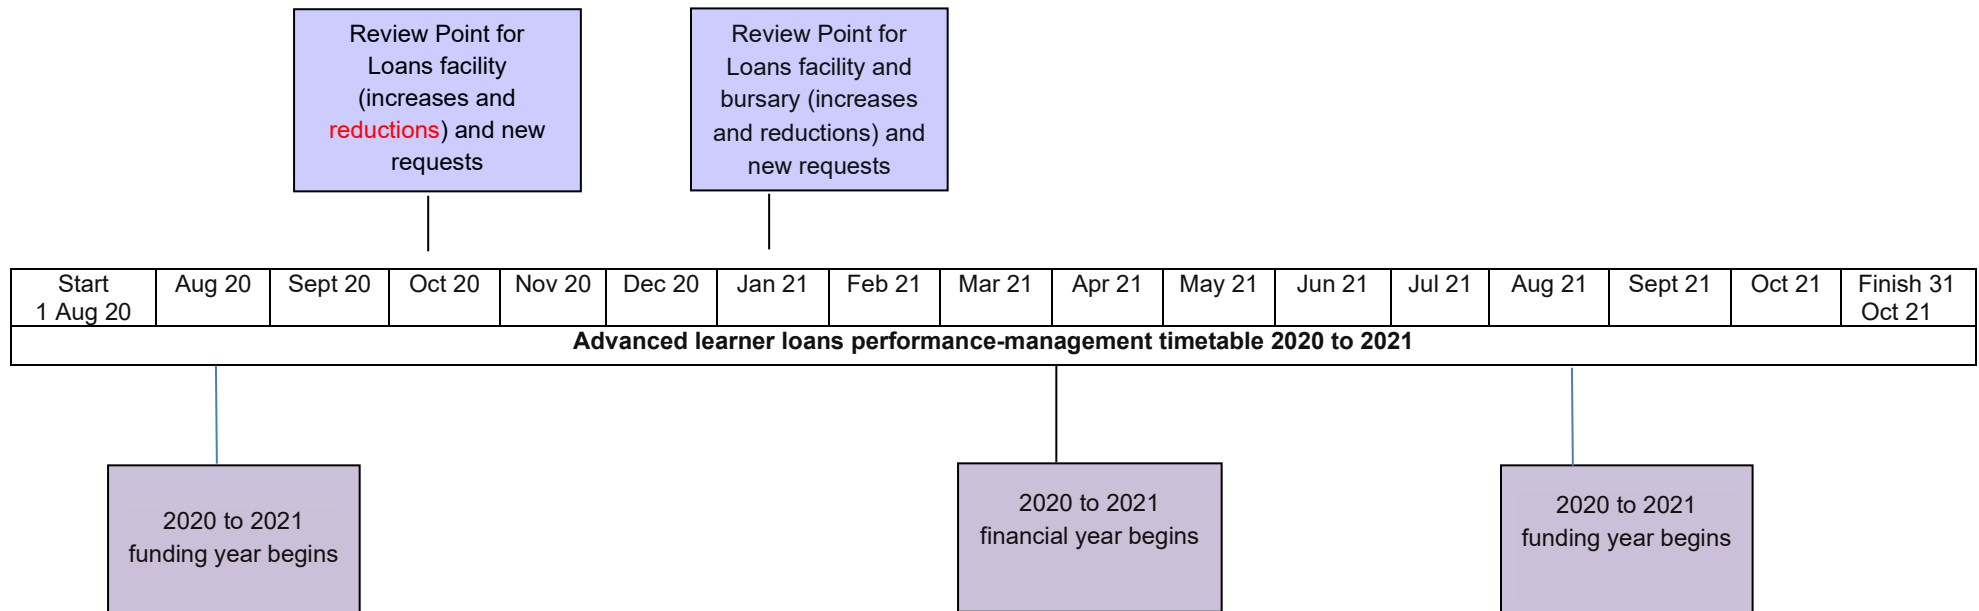 Review Point for
Loans facility
(increases and
reductions) and new
requests
Review Point for
Loans facility and
bursary (increases
and reductions) and
new requests
Start
1 Aug 20
Aug 20
Sept 20
Oct 20
Nov 20
Dec 20
Jan 21
Feb 21
Mar 21
Apr 21
May 21
Jun 21
Jul 21
Aug 21
Sept 21
Oct 21
Finish 31
Oct 21
Advanced learner loans performance-management timetable 2020 to 2021
2020 to 2021
funding year begins
2020 to 2021
financial year begins
2020 to 2021
funding year begins